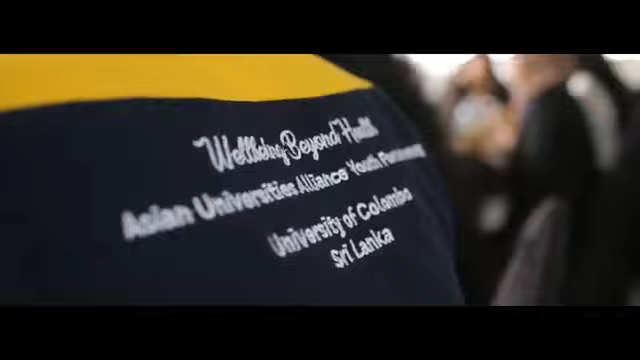 Wellbeing Beyond Health
Asian Universities Alliance Youth Forum
University of Colombo
Sri Lanka